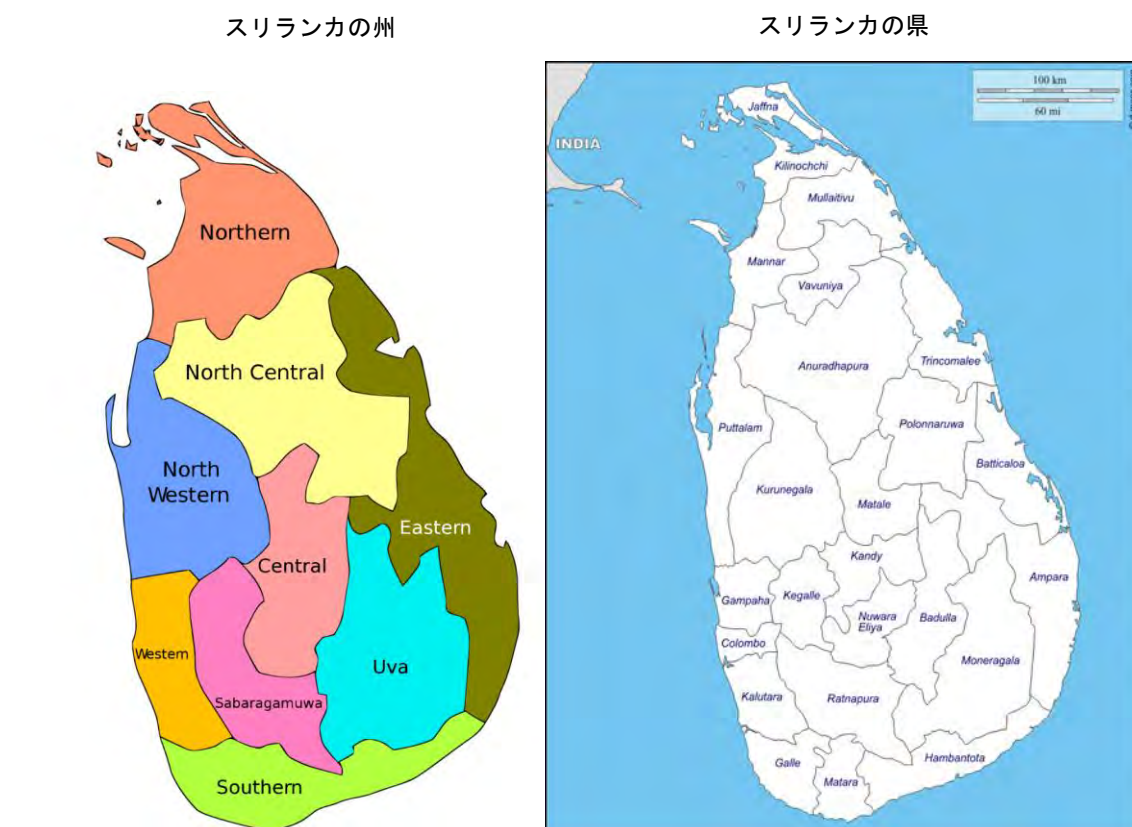 スリランカの州
Northern
North Central
North
Western
Eastern
Central
Western
Uva
Sabaragamuwa
Southern
スリランカの県
100 km
60 mi
INDIA
Jaffna
Kilinochchi
Mullaitivu
Mannar
Vavuniya
Anuradhapura
Trincomalee
Puttalam
Polonnaruwa
Batticaloa
Kurunegala
Matale
Kandy
Ampara
Gampaha
Kegalle
Nuwara
Eliya
Badulla
Colombo
Moneragala
Kalutara
Ratnapura
Galle
Hambantota
Matara